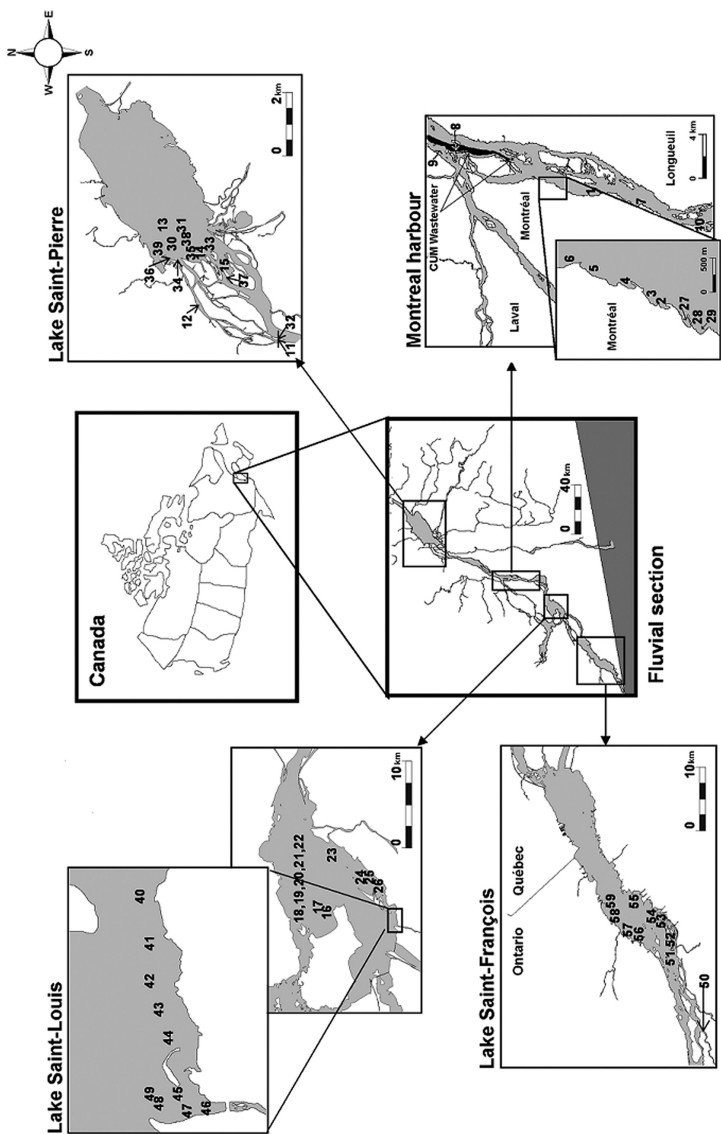 Lake Saint-Louis
40
41
42
43
44
45
46
47
48
49
18, 19, 20, 21, 22
17
16
23
24
25
26
0 10 km
Canada
Lake Saint-Pierre
N
E
S
W
36
39
13
30
31
38
34
35
14
33
15
37
12
11
32
0 2 km
Lake Saint-François
Ontario
Québec
59
58
57
56
55
54
53
52
51
50
0 10 km
Fluvial section
0 40 km
Montreal harbour
9
8
CUM Wastewater
Laval
Montréal
Longueuil
1
7
10
0 4 km
Montréal
6
5
4
3
2
27
28
29
0 500 m